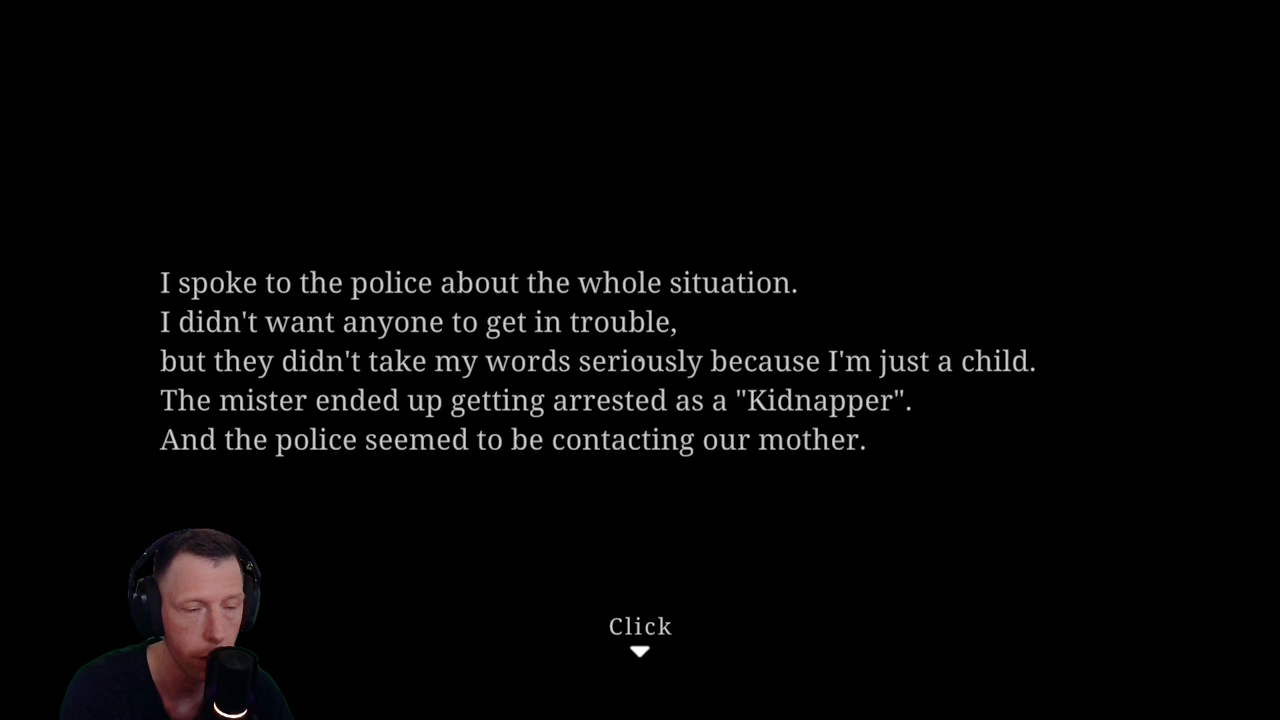 I spoke to the police about the whole situation.
I didn't want anyone to get in trouble,
but they didn't take my words seriously because I'm just a child.
The mister ended up getting arrested as a "Kidnapper".
And the police seemed to be contacting our mother.
Click